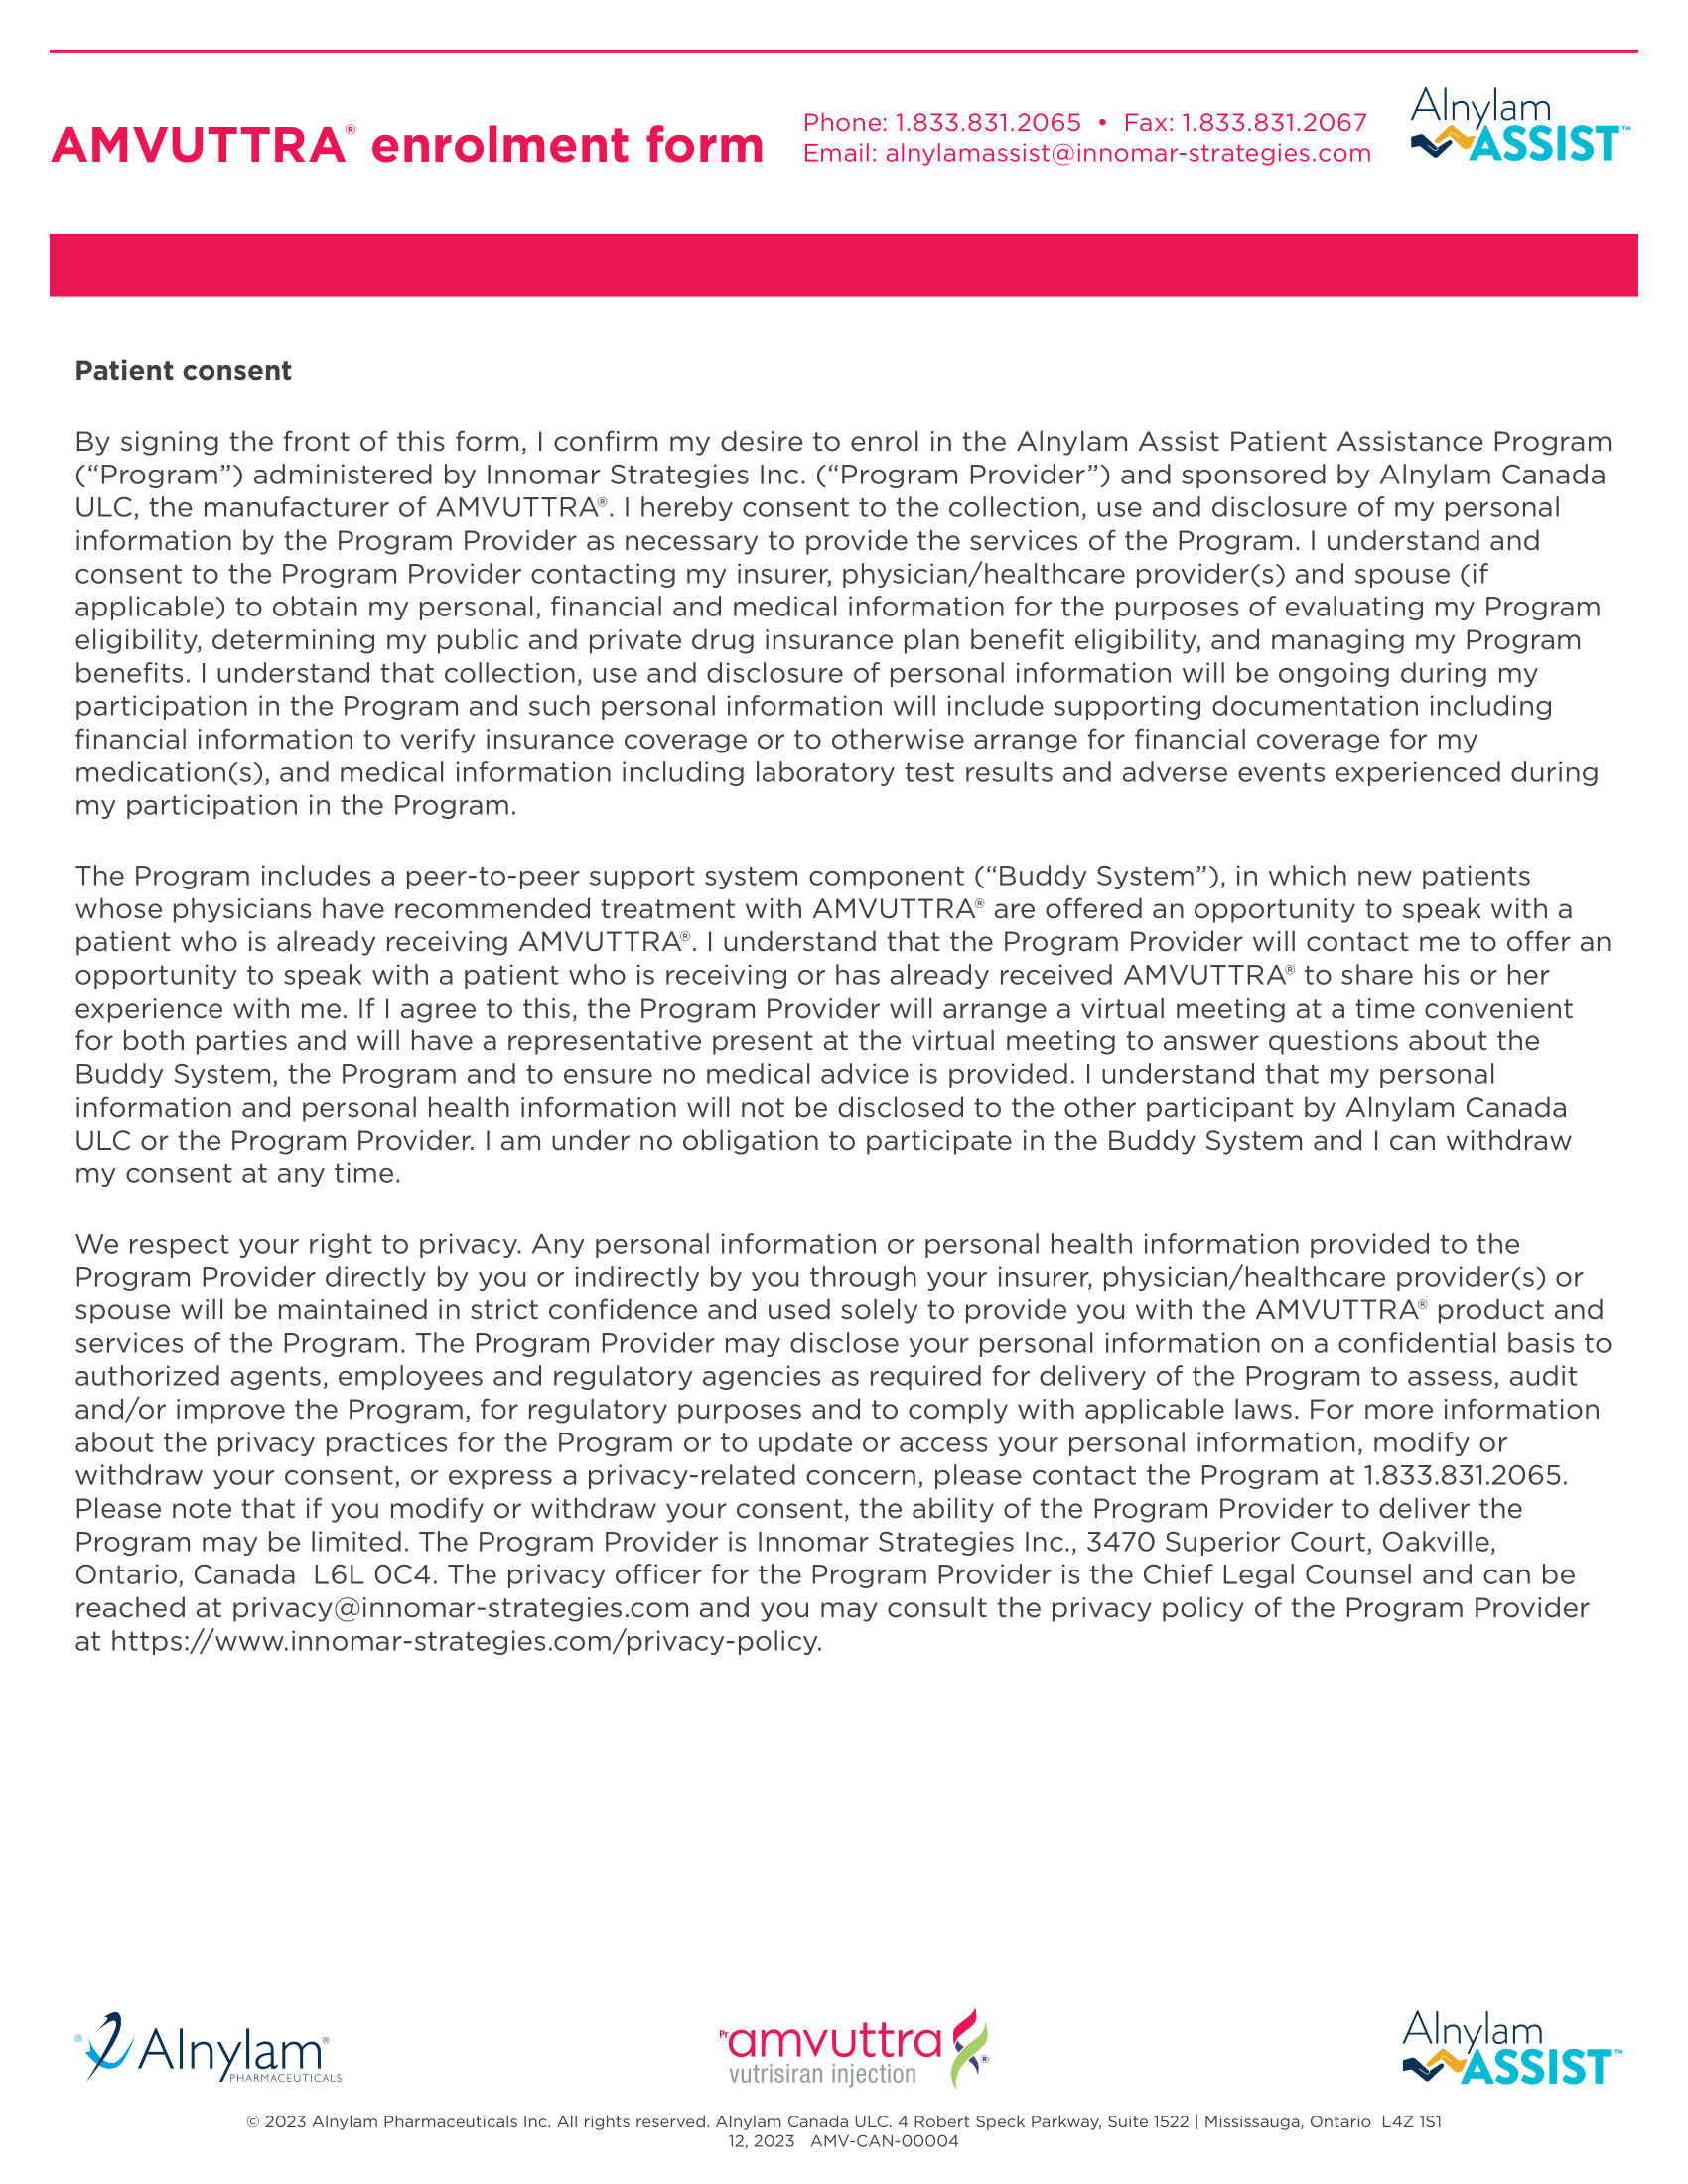 AMVUTTRA® enrolment form
Phone: 1.833.831.2065 • Fax: 1.833.831.2067
Email: alnylamassist@innomar-strategies.com
Alnylam
ASSIST™
Patient consent
By signing the front of this form, I confirm my desire to enrol in the Alnylam Assist Patient Assistance Program
(“Program”) administered by Innomar Strategies Inc. (“Program Provider”) and sponsored by Alnylam Canada
ULC, the manufacturer of AMVUTTRA®. I hereby consent to the collection, use and disclosure of my personal
information by the Program Provider as necessary to provide the services of the Program. I understand and
consent to the Program Provider contacting my insurer, physician/healthcare provider(s) and spouse (if
applicable) to obtain my personal, financial and medical information for the purposes of evaluating my Program
eligibility, determining my public and private drug insurance plan benefit eligibility, and managing my Program
benefits. I understand that collection, use and disclosure of personal information will be ongoing during my
participation in the Program and such personal information will include supporting documentation including
financial information to verify insurance coverage or to otherwise arrange for financial coverage for my
medication(s), and medical information including laboratory test results and adverse events experienced during
my participation in the Program.
The Program includes a peer-to-peer support system component (“Buddy System”), in which new patients
whose physicians have recommended treatment with AMVUTTRA® are offered an opportunity to speak with a
patient who is already receiving AMVUTTRA®. I understand that the Program Provider will contact me to offer an
opportunity to speak with a patient who is receiving or has already received AMVUTTRA® to share his or her
experience with me. If I agree to this, the Program Provider will arrange a virtual meeting at a time convenient
for both parties and will have a representative present at the virtual meeting to answer questions about the
Buddy System, the Program and to ensure no medical advice is provided. I understand that my personal
information and personal health information will not be disclosed to the other participant by Alnylam Canada
ULC or the Program Provider. I am under no obligation to participate in the Buddy System and I can withdraw
my consent at any time.
We respect your right to privacy. Any personal information or personal health information provided to the
Program Provider directly by you or indirectly by you through your insurer, physician/healthcare provider(s) or
spouse will be maintained in strict confidence and used solely to provide you with the AMVUTTRA® product and
services of the Program. The Program Provider may disclose your personal information on a confidential basis to
authorized agents, employees and regulatory agencies as required for delivery of the Program to assess, audit
and/or improve the Program, for regulatory purposes and to comply with applicable laws. For more information
about the privacy practices for the Program or to update or access your personal information, modify or
withdraw your consent, or express a privacy-related concern, please contact the Program at 1.833.831.2065.
Please note that if you modify or withdraw your consent, the ability of the Program Provider to deliver the
Program may be limited. The Program Provider is Innomar Strategies Inc., 3470 Superior Court, Oakville,
Ontario, Canada  L6L 0C4. The privacy officer for the Program Provider is the Chief Legal Counsel and can be
reached at privacy@innomar-strategies.com and you may consult the privacy policy of the Program Provider
at https://www.innomar-strategies.com/privacy-policy.
Alnylam®
PHARMACEUTICALS
Pramvuttra®
vutrisiran injection
Alnylam
ASSIST™
© 2023 Alnylam Pharmaceuticals Inc. All rights reserved. Alnylam Canada ULC. 4 Robert Speck Parkway, Suite 1522 | Mississauga, Ontario  L4Z 1S1
12, 2023   AMV-CAN-00004